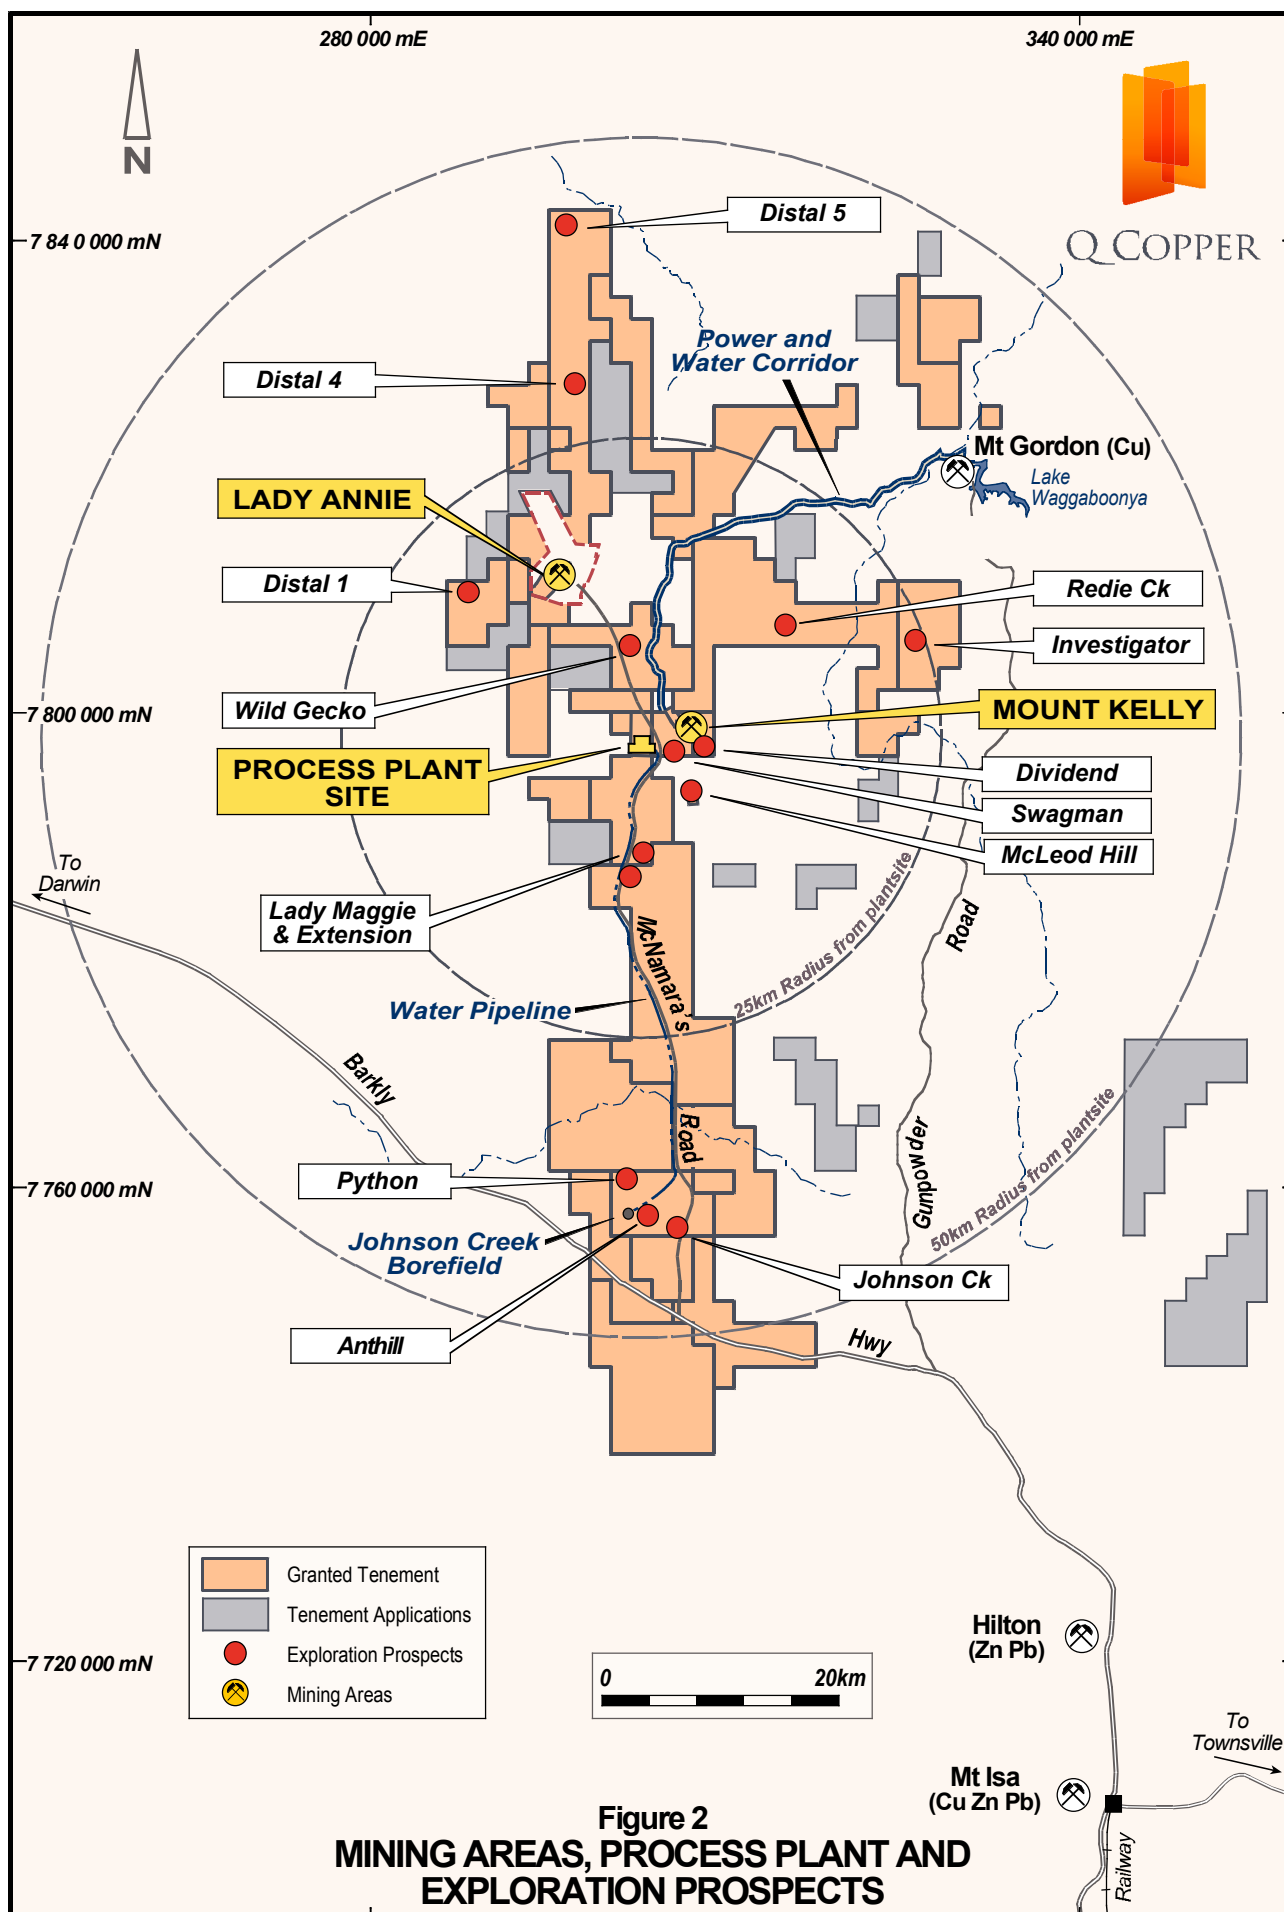 280 000 mE
340 000 mE
N
Q COPPER
7 84 0 000 mN
Distal 5
Power and
Water Corridor
Distal 4
Mt Gordon (Cu)
Lake
Waggaboonya
LADY ANNIE
Distal 1
Redie Ck
Investigator
Wild Gecko
7 800 000 mN
MOUNT KELLY
PROCESS PLANT
SITE
Dividend
Swagman
McLeod Hill
To
Darwin
Lady Maggie
& Extension
McNamara's
Road
25km Radius from plantsite
Water Pipeline
Barkly
Road
Gunpowder
50km Radius from plantsite
Python
7 760 000 mN
Johnson Creek
Borefield
Johnson Ck
Anthill
Hwy
Granted Tenement
Tenement Applications
Exploration Prospects
Mining Areas
0
20km
Hilton
(Zn Pb)
7 720 000 mN
To
Townsville
Mt Isa
(Cu Zn Pb)
Railway
Figure 2
MINING AREAS, PROCESS PLANT AND
EXPLORATION PROSPECTS